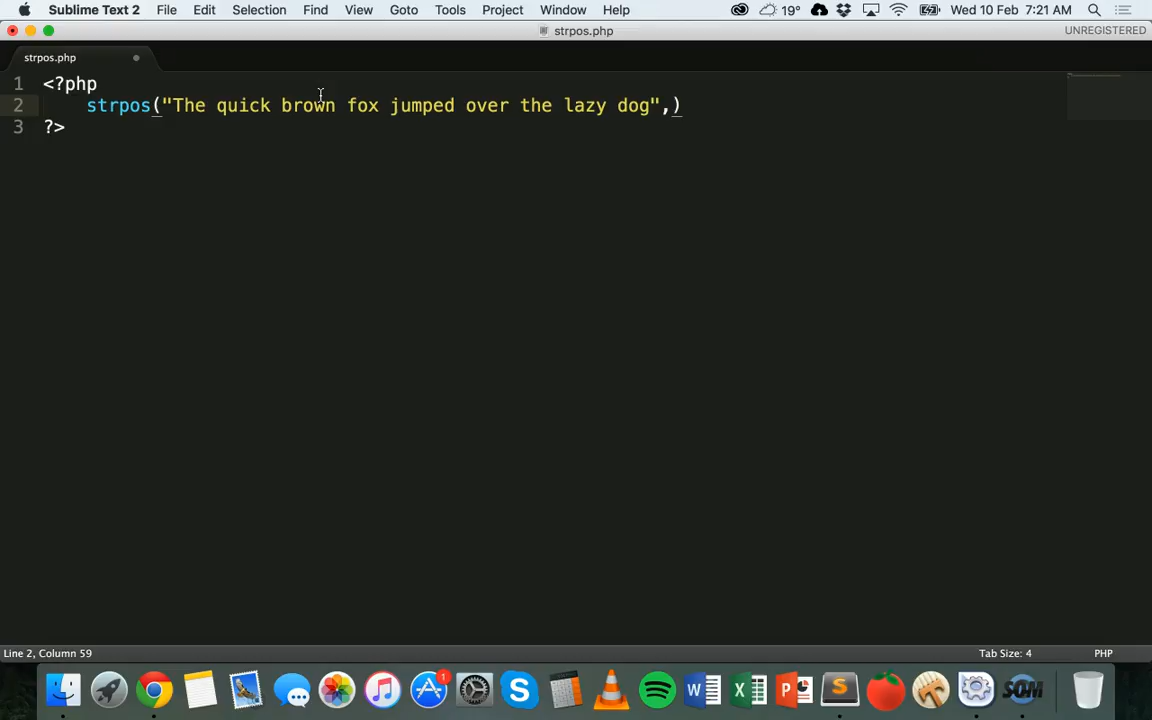 Sublime Text 2 File Edit Selection Find View Goto Tools Project Window Help 19° Wed 10 Feb 7:21 AM
strpos.php UNREGISTERED
strpos.php
1 <?php
2 strpos("The quick brown fox jumped over the lazy dog",)
3 ?>
Line 2, Column 59 Tab Size: 4 PHP
1
SOM